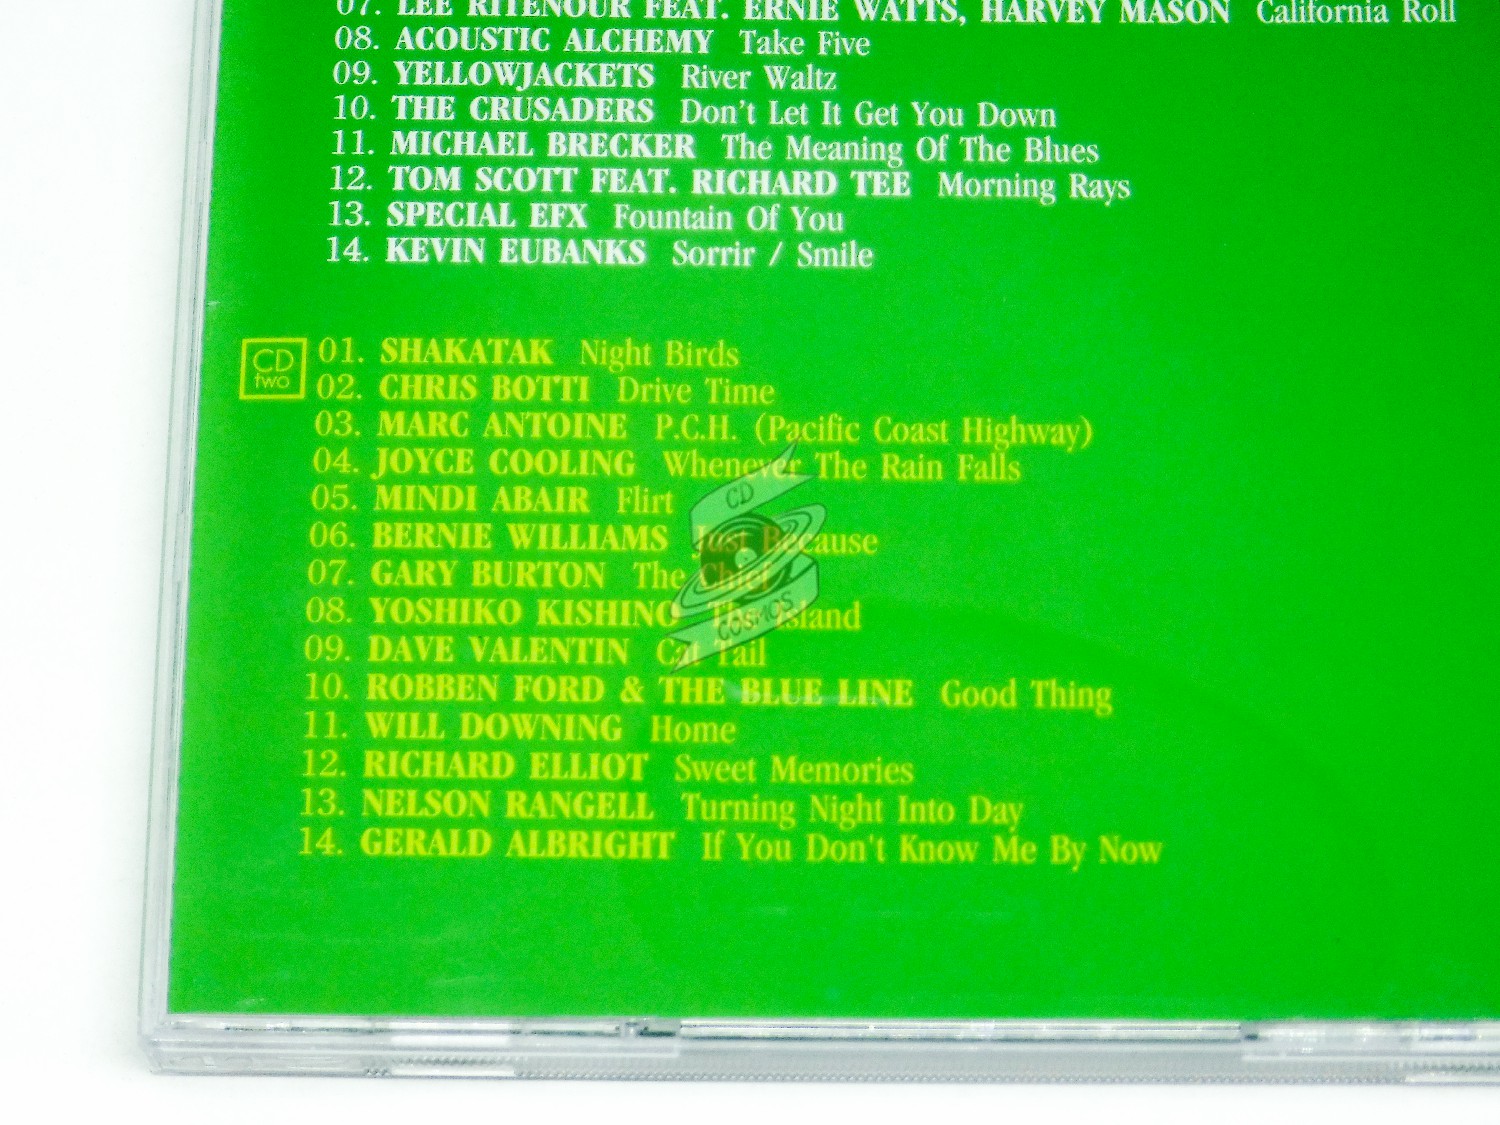 07. LEE RITENOUR FEAT. ERNIE WATTS, HARVEY MASON California Roll
08. ACOUSTIC ALCHEMY Take Five
09. YELLOWJACKETS River Waltz
10. THE CRUSADERS Don't Let It Get You Down
11. MICHAEL BRECKER The Meaning Of The Blues
12. TOM SCOTT FEAT. RICHARD TEE Morning Rays
13. SPECIAL EFX Fountain Of You
14. KEVIN EUBANKS Sorrir / Smile
CD two
01. SHAKATAK Night Birds
02. CHRIS BOTTI Drive Time
03. MARC ANTOINE P.C.H. (Pacific Coast Highway)
04. JOYCE COOLING Whenever The Rain Falls
05. MINDI ABAIR Flirt
06. BERNIE WILLIAMS Just Because
07. GARY BURTON The Chief
08. YOSHIKO KISHINO The Island
09. DAVE VALENTIN Cat Tail
10. ROBBEN FORD & THE BLUE LINE Good Thing
11. WILL DOWNING Home
12. RICHARD ELLIOT Sweet Memories
13. NELSON RANGELL Turning Night Into Day
14. GERALD ALBRIGHT If You Don't Know Me By Now
CD
COSMOS